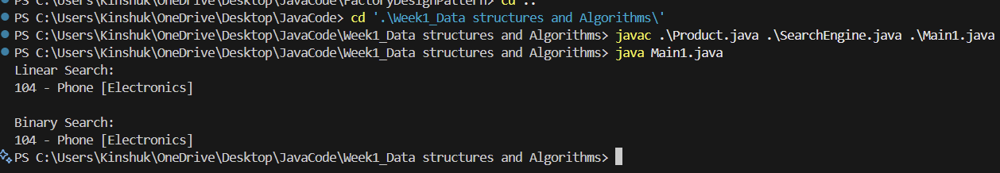 PS C:\Users\Kinshuk\OneDrive\Desktop\JavaCode\FactoryDesignPattern> cd ..
PS C:\Users\Kinshuk\OneDrive\Desktop\JavaCode> cd '.\Week1_Data structures and Algorithms\'
PS C:\Users\Kinshuk\OneDrive\Desktop\JavaCode\Week1_Data structures and Algorithms> javac .\Product.java .\SearchEngine.java .\Main1.java
PS C:\Users\Kinshuk\OneDrive\Desktop\JavaCode\Week1_Data structures and Algorithms> java Main1.java
Linear Search:
104 - Phone [Electronics]

Binary Search:
104 - Phone [Electronics]
PS C:\Users\Kinshuk\OneDrive\Desktop\JavaCode\Week1_Data structures and Algorithms>